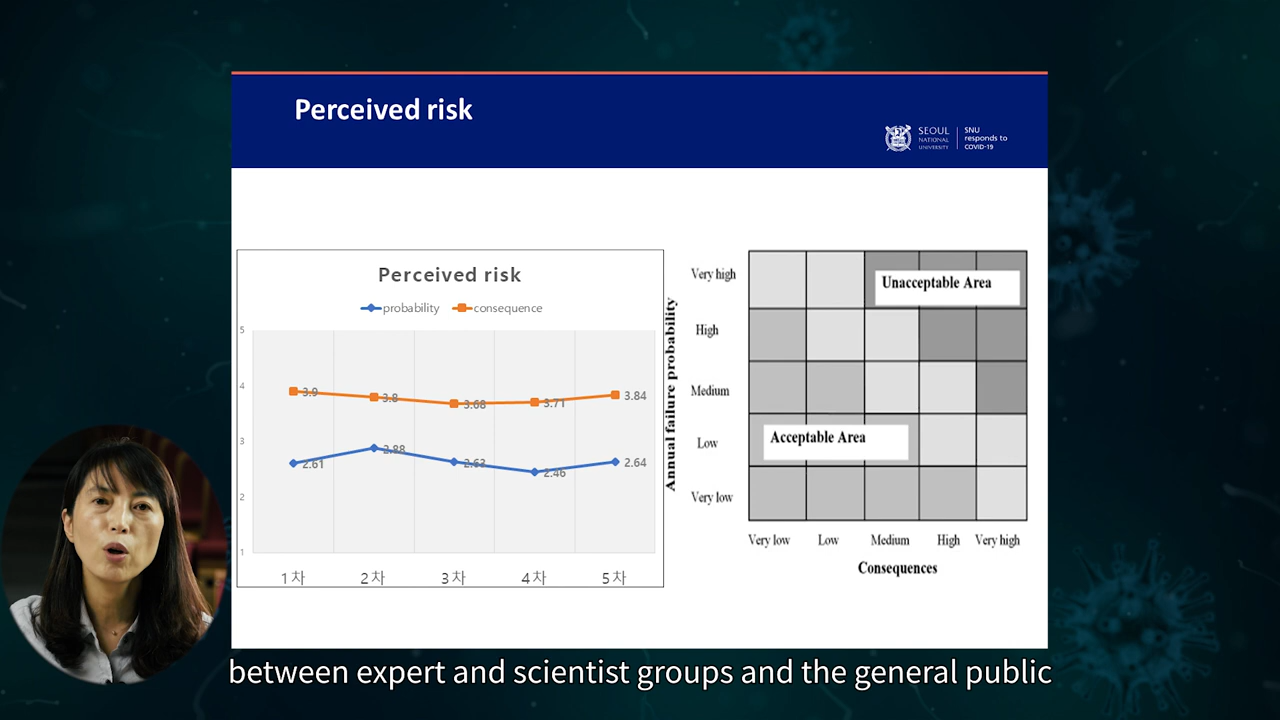 Perceived risk
SEOUL
NATIONAL
UNIVERSITY
SNU
responds to
COVID-19
Perceived risk
probability
consequence
5
4
3
2
1
3.9
3.8
3.68
3.71
3.84
2.61
2.88
2.63
2.46
2.64
1차
2차
3차
4차
5차
Annual failure probability
Very high
High
Medium
Low
Very low
Unacceptable Area
Acceptable Area
Very low
Low
Medium
High
Very high
Consequences
between expert and scientist groups and the general public